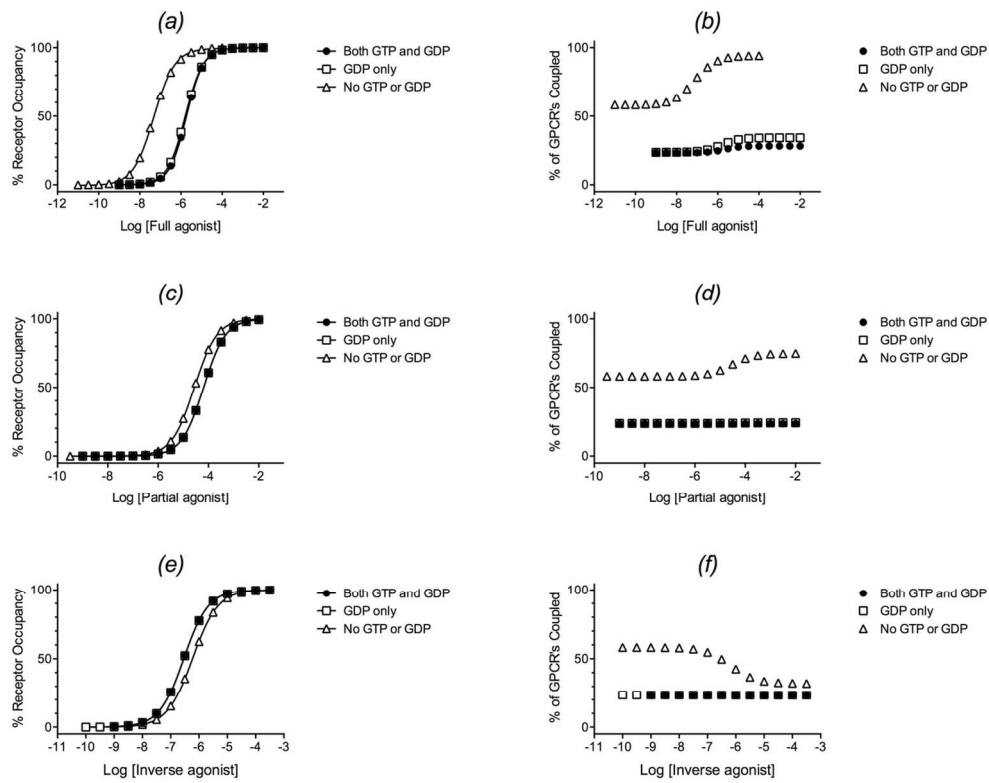 (a)
100
50
0
% Receptor Occupancy
-12 -10 -8 -6 -4 -2
Log [Full agonist]
Both GTP and GDP
GDP only
No GTP or GDP
(b)
100
50
0
% of GPCR's Coupled
-12 -10 -8 -6 -4 -2
Log [Full agonist]
Both GTP and GDP
GDP only
No GTP or GDP
(c)
100
50
0
% Receptor Occupancy
-10 -8 -6 -4 -2
Log [Partial agonist]
Both GTP and GDP
GDP only
No GTP or GDP
(d)
100
50
0
% of GPCR's Coupled
-10 -8 -6 -4 -2
Log [Partial agonist]
Both GTP and GDP
GDP only
No GTP or GDP
(e)
100
50
0
% Receptor Occupancy
-11 -10 -9 -8 -7 -6 -5 -4 -3
Log [Inverse agonist]
Both GTP and GDP
GDP only
No GTP or GDP
(f)
100
50
0
% of GPCR's Coupled
-11 -10 -9 -8 -7 -6 -5 -4 -3
Log [Inverse agonist]
Both GTP and GDP
GDP only
No GTP or GDP